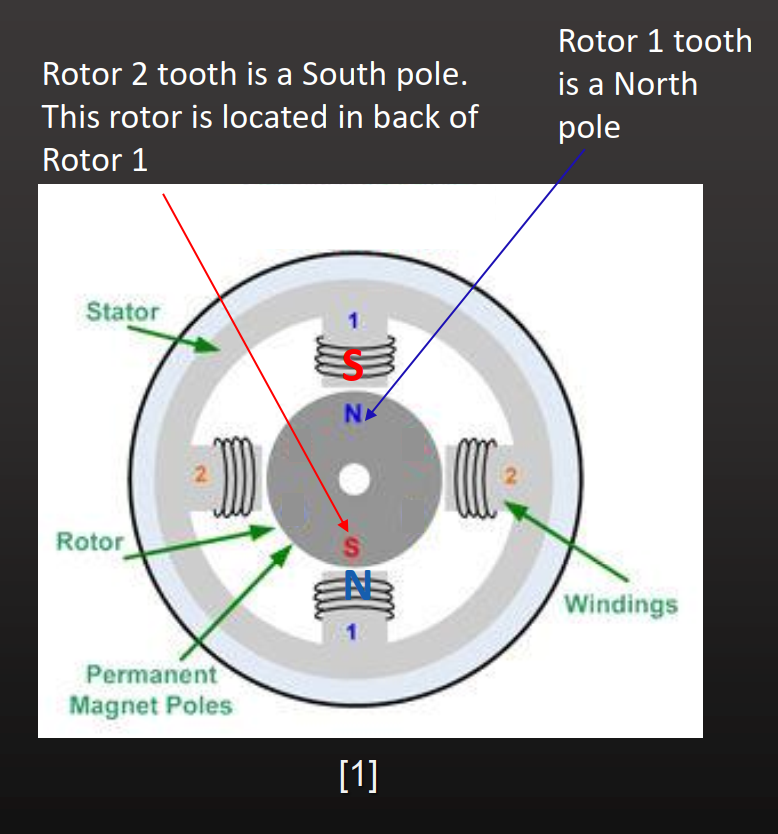 Rotor 1 tooth
is a North
pole
Rotor 2 tooth is a South pole.
This rotor is located in back of
Rotor 1
Stator
1
S
N
2
2
Rotor
S
N
Windings
1
Permanent
Magnet Poles
[1]